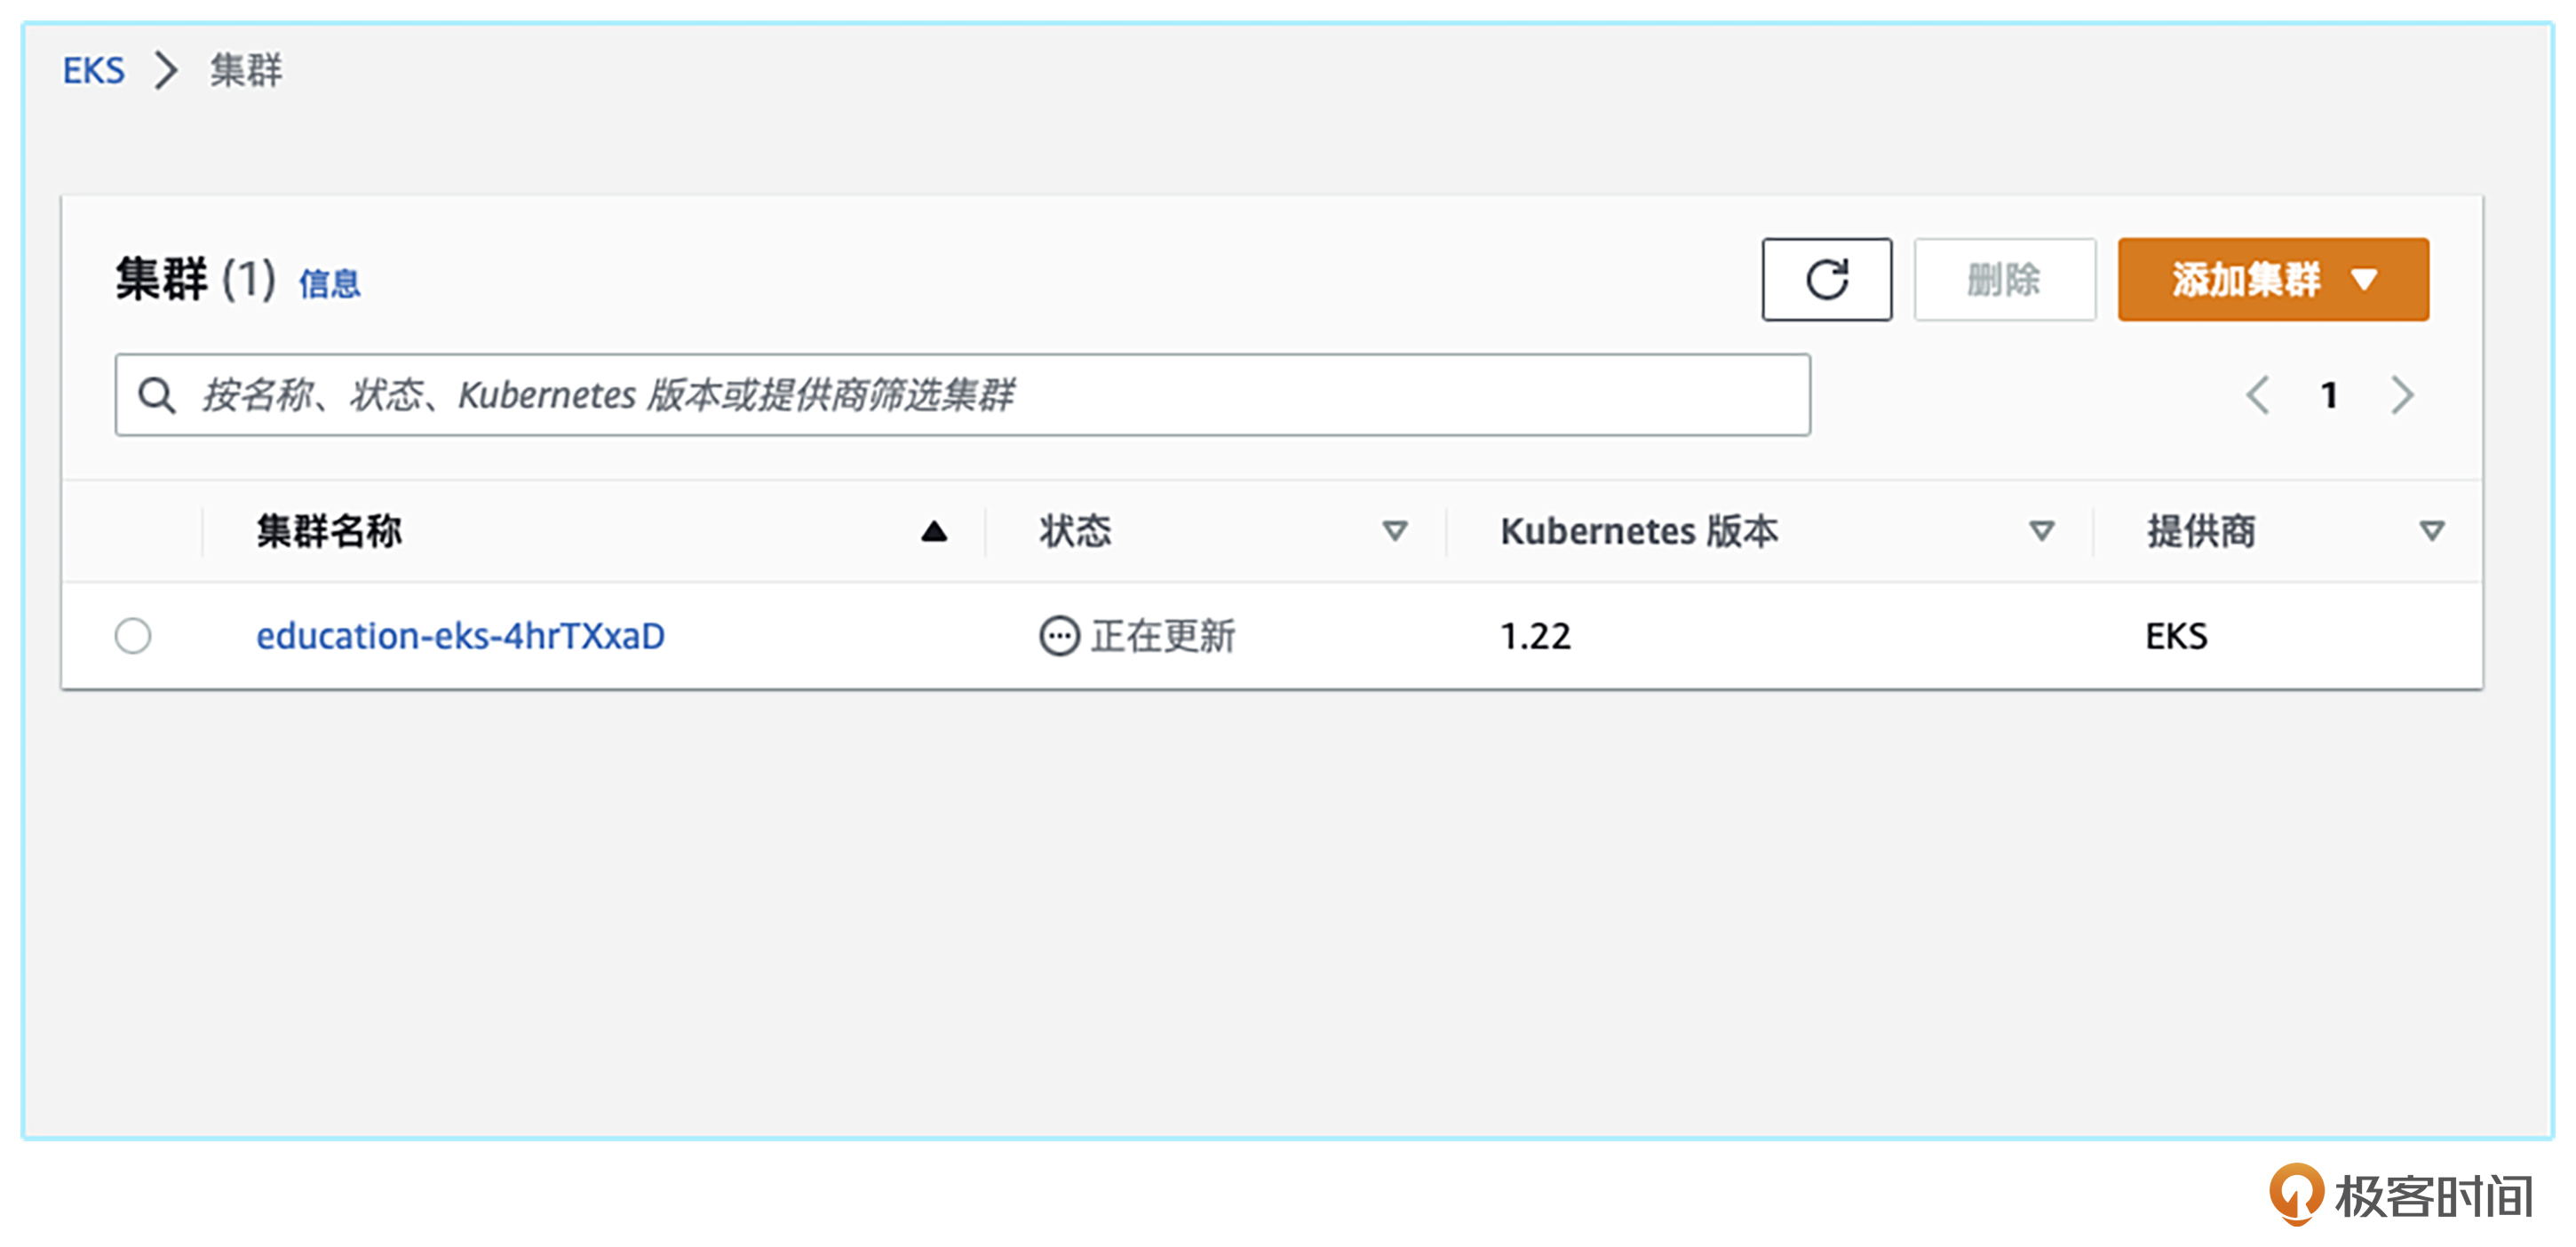 EKS > 集群
集群 (1) 信息
删除
添加集群
按名称、状态、Kubernetes 版本或提供商筛选集群
1
集群名称 状态 Kubernetes 版本 提供商
education-eks-4hrTXxaD 正在更新 1.22 EKS
极客时间